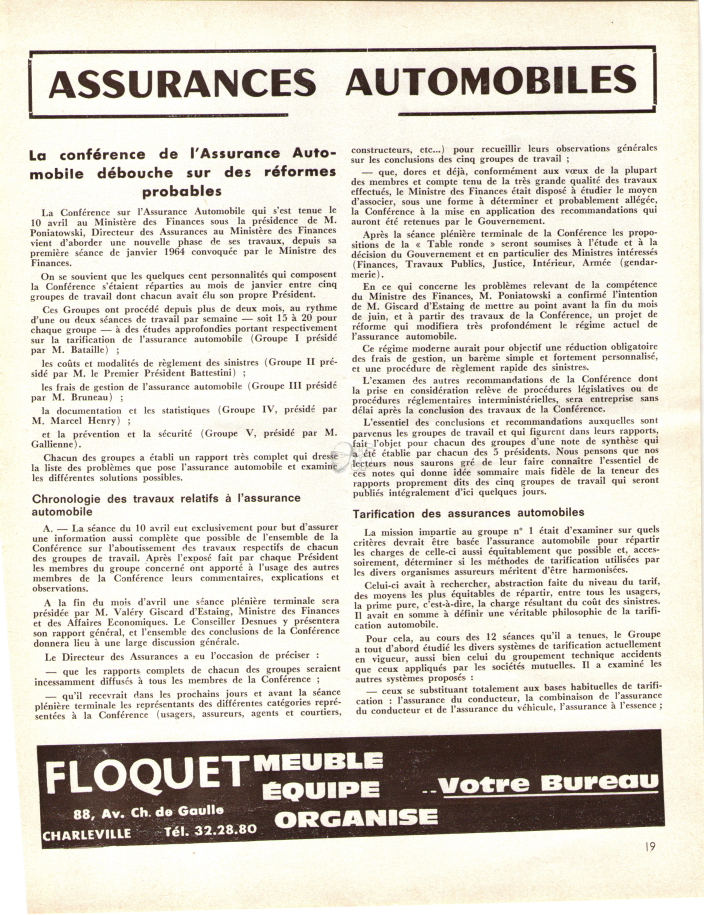 ASSURANCES AUTOMOBILES
La conférence de l'Assurance Auto-
mobile débouche sur des réformes
probables
La Conférence sur l'Assurance Automobile qui s'est tenue le
10 avril au Ministère des Finances sous la présidence de M.
Poniatowski, Directeur des Assurances au Ministère des Finances
vient d'aborder une nouvelle phase de ses travaux, depuis sa
première séance de janvier 1964 convoquée par le Ministre des
Finances.
On se souvient que les quelques cent personnalités qui composent
la Conférence s'étaient réparties au mois de janvier entre cinq
groupes de travail dont chacun avait élu son propre Président.
Ces Groupes ont procédé depuis plus de deux mois, au rythme
d'une ou deux séances de travail par semaine — soit 15 à 20 pour
chaque groupe — à des études approfondies portant respectivement
sur la tarification de l'assurance automobile (Groupe I présidé
par M. Bataille) ;
les coûts et modalités de règlement des sinistres (Groupe II pré-
sidé par M. le Premier Président Battestini) ;
les frais de gestion de l'assurance automobile (Groupe III présidé
par M. Bruneau) ;
la documentation et les statistiques (Groupe IV, présidé par
M. Marcel Henry) ;
et la prévention et la sécurité (Groupe V, présidé par M.
Gallienne).
Chacun des groupes a établi un rapport très complet qui dresse
la liste des problèmes que pose l'assurance automobile et examine
les différentes solutions possibles.
Chronologie des travaux relatifs à l'assurance
automobile
A. — La séance du 10 avril eut exclusivement pour but d'assurer
une information aussi complète que possible de l'ensemble de la
Conférence sur l'aboutissement des travaux respectifs de chacun
des groupes de travail. Après l'exposé fait par chaque Président
les membres du groupe concerné ont apporté à l'usage des autres
membres de la Conférence leurs commentaires, explications et
observations.
A la fin du mois d'avril une séance plénière terminale sera
présidée par M. Valéry Giscard d'Estaing, Ministre des Finances
et des Affaires Economiques. Le Conseiller Desnues y présentera
son rapport général, et l'ensemble des conclusions de la Conférence
donnera lieu à une large discussion générale.
Le Directeur des Assurances a eu l'occasion de préciser :
— que les rapports complets de chacun des groupes seraient
incessamment diffusés à tous les membres de la Conférence ;
— qu'il recevrait dans les prochains jours et avant la séance
plénière terminale les représentants des différentes catégories repré-
sentées à la Conférence (usagers, assureurs, agents et courtiers,
constructeurs, etc...) pour recueillir leurs observations générales
sur les conclusions des cinq groupes de travail ;
— que, dores et déjà, conformément aux vœux de la plupart
des membres et compte tenu de la très grande qualité des travaux
effectués, le Ministre des Finances était disposé à étudier le moyen
d'associer, sous une forme à déterminer et probablement allégée,
la Conférence à la mise en application des recommandations qui
auront été retenues par le Gouvernement.
Après la séance plénière terminale de la Conférence les propo-
sitions de la « Table ronde » seront soumises à l'étude et à la
décision du Gouvernement et en particulier des Ministres intéressés
(Finances, Travaux Publics, Justice, Intérieur, Armée (gendar-
merie).
En ce qui concerne les problèmes relevant de la compétence
du Ministre des Finances, M. Poniatowski a confirmé l'intention
de M. Giscard d'Estaing de mettre au point avant la fin du mois
de juin, et à partir des travaux de la Conférence, un projet de
réforme qui modifiera très profondément le régime actuel de
l'assurance automobile.
Ce régime moderne aurait pour objectif une réduction obligatoire
des frais de gestion, un barème simple et fortement personnalisé,
et une procédure de règlement rapide des sinistres.
L'examen des autres recommandations de la Conférence dont
la prise en considération relève de procédures législatives ou de
procédures réglementaires interministérielles, sera entreprise sans
délai après la conclusion des travaux de la Conférence.
L'essentiel des conclusions et recommandations auxquelles sont
parvenus les groupes de travail et qui figurent dans leurs rapports,
fait l'objet pour chacun des groupes d'une note de synthèse qui
a été établie par chacun des 5 présidents. Nous pensons que nos
lecteurs nous saurons gré de leur faire connaître l'essentiel de
ces notes qui donne idée sommaire mais fidèle de la teneur des
rapports proprement dits des cinq groupes de travail qui seront
publiés intégralement d'ici quelques jours.
Tarification des assurances automobiles
La mission impartie au groupe n° 1 était d'examiner sur quels
critères devrait être basée l'assurance automobile pour répartir
les charges de celle-ci aussi équitablement que possible et, acces-
soirement, déterminer si les méthodes de tarification utilisées par
les divers organismes assureurs méritent d'être harmonisées.
Celui-ci avait à rechercher, abstraction faite du niveau du tarif,
des moyens les plus équitables de répartir, entre tous les usagers,
la prime pure, c'est-à-dire, la charge résultant du coût des sinistres.
Il avait en somme à définir une véritable philosophie de la tarifi-
cation automobile.
Pour cela, au cours des 12 séances qu'il a tenues, le Groupe
a tout d'abord étudié les divers systèmes de tarification actuellement
en vigueur, aussi bien celui du groupement technique accidents
que ceux appliqués par les sociétés mutuelles. Il a examiné les
autres systèmes proposés :
— ceux se substituant totalement aux bases habituelles de tarifi-
cation : l'assurance du conducteur, la combinaison de l'assurance
du conducteur et de l'assurance du véhicule, l'assurance à l'essence ;
FLOQUET
88, Av. Ch. de Gaulle
CHARLEVILLE Tél. 32.28.80
MEUBLE
ÉQUIPE
ORGANISE
..Votre Bureau
19